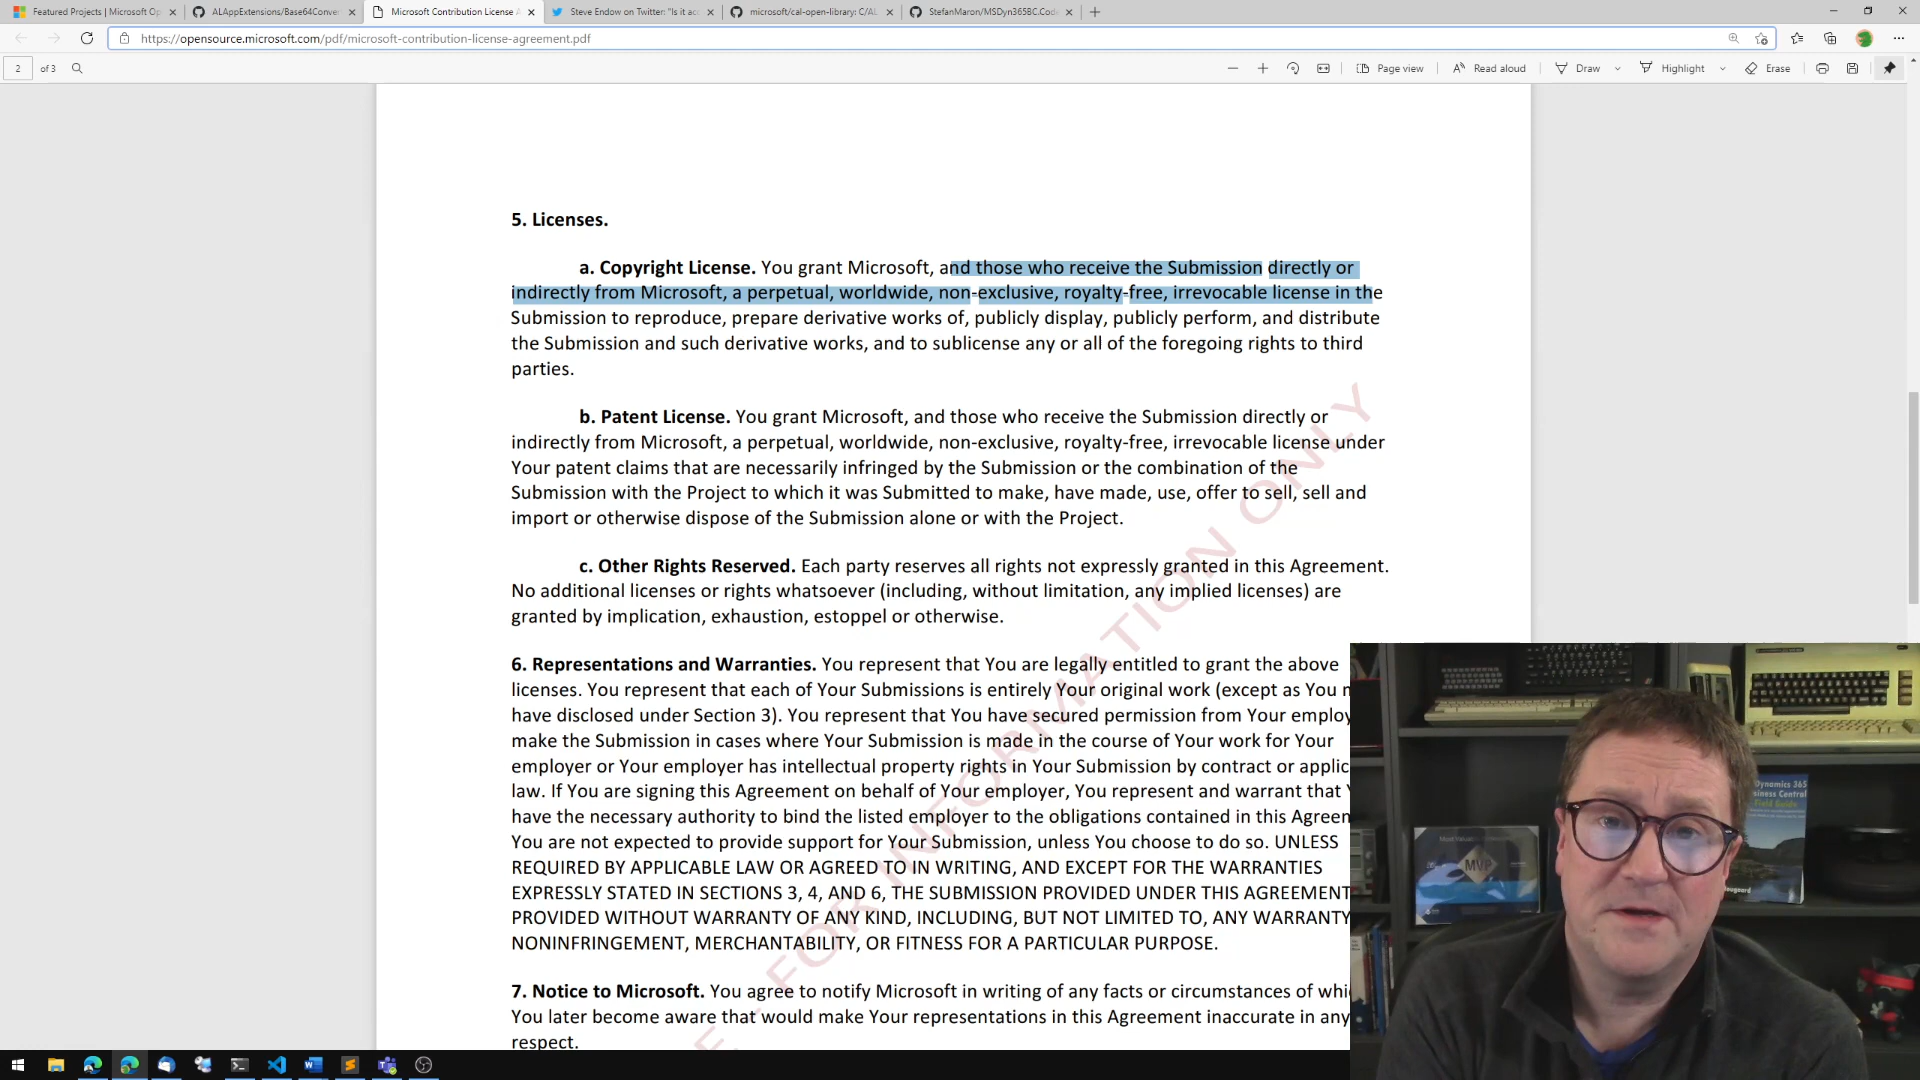 Featured Projects | Microsoft Op
ALAppExtensions/Base64Conver
Microsoft Contribution License A
Steve Endow on Twitter: "Is it ac
microsoft/cal-open-library: C/AL
StefanMaron/MSDyn365BC.Code
https://opensource.microsoft.com/pdf/microsoft-contribution-license-agreement.pdf
2 of 3
Page view
Read aloud
Draw
Highlight
Erase
5. Licenses.
a. Copyright License. You grant Microsoft, and those who receive the Submission directly or
indirectly from Microsoft, a perpetual, worldwide, non-exclusive, royalty-free, irrevocable license in the
Submission to reproduce, prepare derivative works of, publicly display, publicly perform, and distribute
the Submission and such derivative works, and to sublicense any or all of the foregoing rights to third
parties.
b. Patent License. You grant Microsoft, and those who receive the Submission directly or
indirectly from Microsoft, a perpetual, worldwide, non-exclusive, royalty-free, irrevocable license under
Your patent claims that are necessarily infringed by the Submission or the combination of the
Submission with the Project to which it was Submitted to make, have made, use, offer to sell, sell and
import or otherwise dispose of the Submission alone or with the Project.
c. Other Rights Reserved. Each party reserves all rights not expressly granted in this Agreement.
No additional licenses or rights whatsoever (including, without limitation, any implied licenses) are
granted by implication, exhaustion, estoppel or otherwise.
6. Representations and Warranties. You represent that You are legally entitled to grant the above
licenses. You represent that each of Your Submissions is entirely Your original work (except as You
have disclosed under Section 3). You represent that You have secured permission from Your employ
make the Submission in cases where Your Submission is made in the course of Your work for Your
employer or Your employer has intellectual property rights in Your Submission by contract or applic
law. If You are signing this Agreement on behalf of Your employer, You represent and warrant that
have the necessary authority to bind the listed employer to the obligations contained in this Agreem
You are not expected to provide support for Your Submission, unless You choose to do so. UNLESS
REQUIRED BY APPLICABLE LAW OR AGREED TO IN WRITING, AND EXCEPT FOR THE WARRANTIES
EXPRESSLY STATED IN SECTIONS 3, 4, AND 6, THE SUBMISSION PROVIDED UNDER THIS AGREEMENT
PROVIDED WITHOUT WARRANTY OF ANY KIND, INCLUDING, BUT NOT LIMITED TO, ANY WARRANTY
NONINFRINGEMENT, MERCHANTABILITY, OR FITNESS FOR A PARTICULAR PURPOSE.
7. Notice to Microsoft. You agree to notify Microsoft in writing of any facts or circumstances of whi
You later become aware that would make Your representations in this Agreement inaccurate in any
respect.
FOR INFORMATION ONLY
Dynamics 365
siness Central
Field Guide
MVP